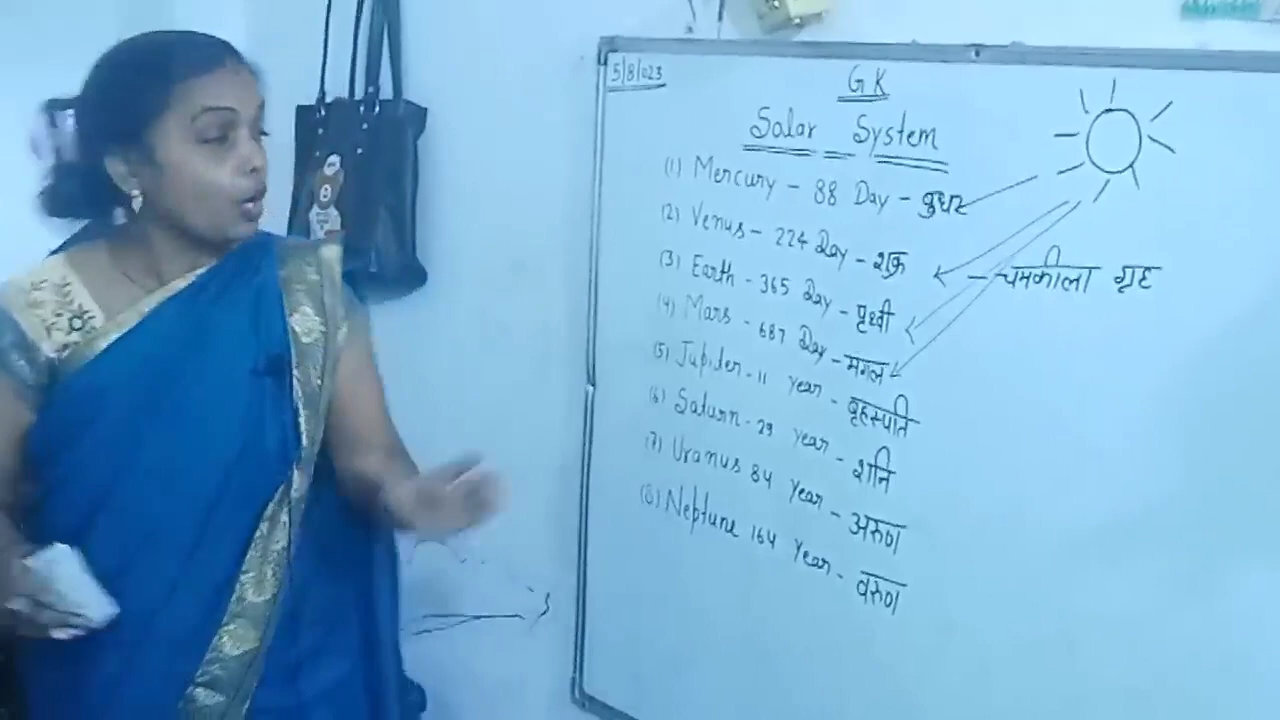 5/8/023
GK
Solar System
(1) Mercury - 88 Day - बुध
(2) Venus - 224 Day - शुक्र - चमकीला गृह
(3) Earth - 365 Day - पृथ्वी
(4) Mars - 687 Day - मंगल
(5) Jupiter - 11 Year - बृहस्पति
(6) Saturn - 29 Year - शनि
(7) Uranus 84 Year - अरुण
(8) Neptune 164 Year - वरुण